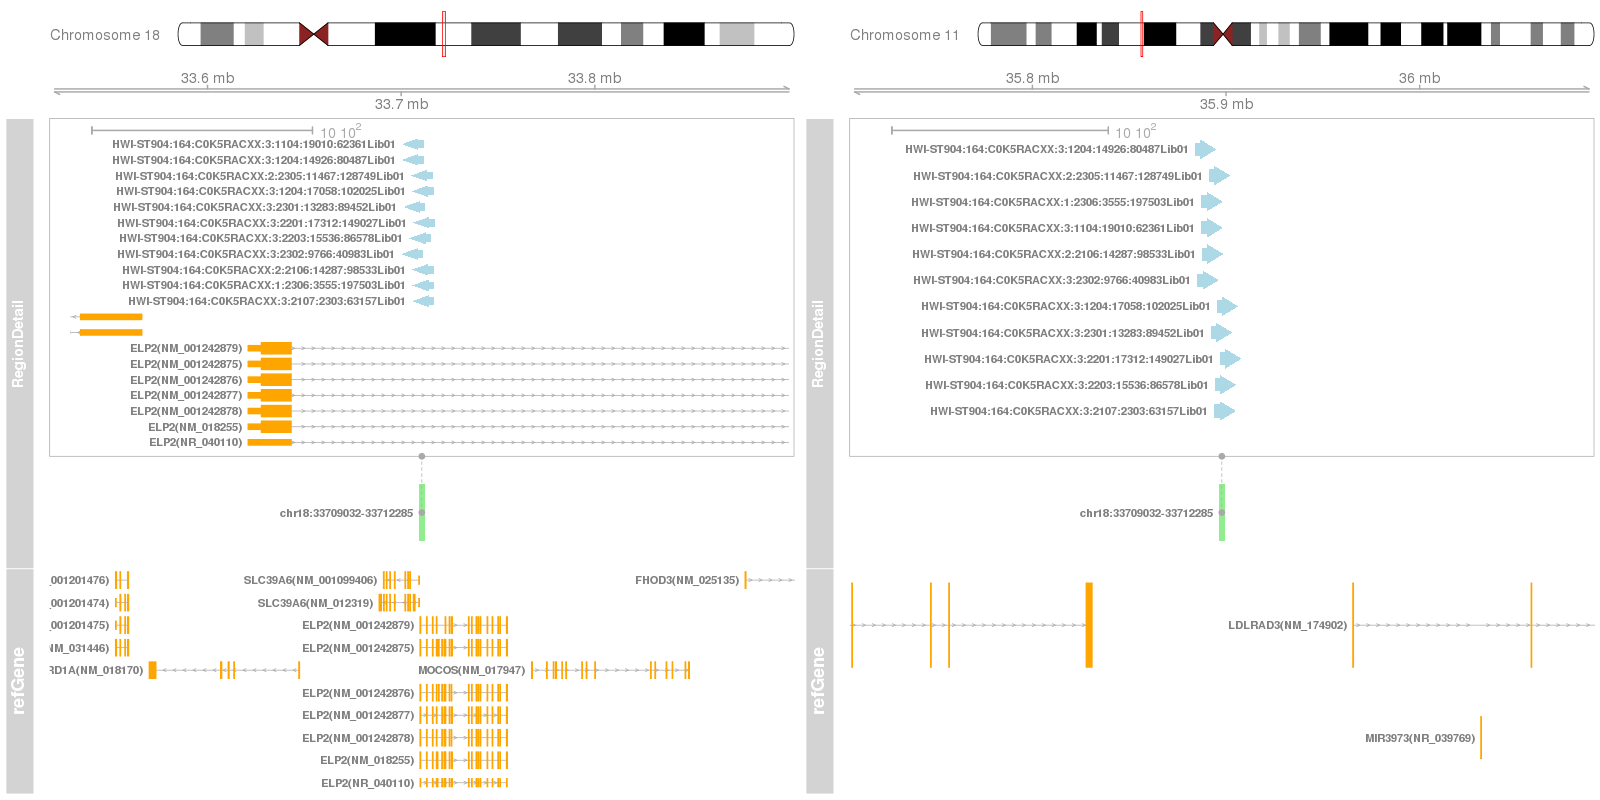 Chromosome 18
33.6 mb
33.8 mb
33.7 mb
RegionDetail
10 10^2
HWI-ST904:164:C0K5RACXX:3:1104:19010:62361Lib01
HWI-ST904:164:C0K5RACXX:3:1204:14926:80487Lib01
HWI-ST904:164:C0K5RACXX:2:2305:11467:128749Lib01
HWI-ST904:164:C0K5RACXX:3:1204:17058:102025Lib01
HWI-ST904:164:C0K5RACXX:3:2301:13283:89452Lib01
HWI-ST904:164:C0K5RACXX:3:2201:17312:149027Lib01
HWI-ST904:164:C0K5RACXX:3:2203:15536:86578Lib01
HWI-ST904:164:C0K5RACXX:3:2302:9766:40983Lib01
HWI-ST904:164:C0K5RACXX:2:2106:14287:98533Lib01
HWI-ST904:164:C0K5RACXX:1:2306:3555:197503Lib01
HWI-ST904:164:C0K5RACXX:3:2107:2303:63157Lib01
ELP2(NM_001242879)
ELP2(NM_001242875)
ELP2(NM_001242876)
ELP2(NM_001242877)
ELP2(NM_001242878)
ELP2(NM_018255)
ELP2(NR_040110)
chr18:33709032-33712285
refGene
_001201476) SLC39A6(NM_001099406) FHOD3(NM_025135)
_001201474) SLC39A6(NM_012319)
_001201475) ELP2(NM_001242879)
NM_031446) ELP2(NM_001242875)
RD1A(NM_018170) MOCOS(NM_017947)
ELP2(NM_001242876)
ELP2(NM_001242877)
ELP2(NM_001242878)
ELP2(NM_018255)
ELP2(NR_040110)
Chromosome 11
35.8 mb
36 mb
35.9 mb
RegionDetail
10 10^2
HWI-ST904:164:C0K5RACXX:3:1204:14926:80487Lib01
HWI-ST904:164:C0K5RACXX:2:2305:11467:128749Lib01
HWI-ST904:164:C0K5RACXX:1:2306:3555:197503Lib01
HWI-ST904:164:C0K5RACXX:3:1104:19010:62361Lib01
HWI-ST904:164:C0K5RACXX:2:2106:14287:98533Lib01
HWI-ST904:164:C0K5RACXX:3:2302:9766:40983Lib01
HWI-ST904:164:C0K5RACXX:3:1204:17058:102025Lib01
HWI-ST904:164:C0K5RACXX:3:2301:13283:89452Lib01
HWI-ST904:164:C0K5RACXX:3:2201:17312:149027Lib01
HWI-ST904:164:C0K5RACXX:3:2203:15536:86578Lib01
HWI-ST904:164:C0K5RACXX:3:2107:2303:63157Lib01
chr18:33709032-33712285
refGene
LDLRAD3(NM_174902)
MIR3973(NR_039769)